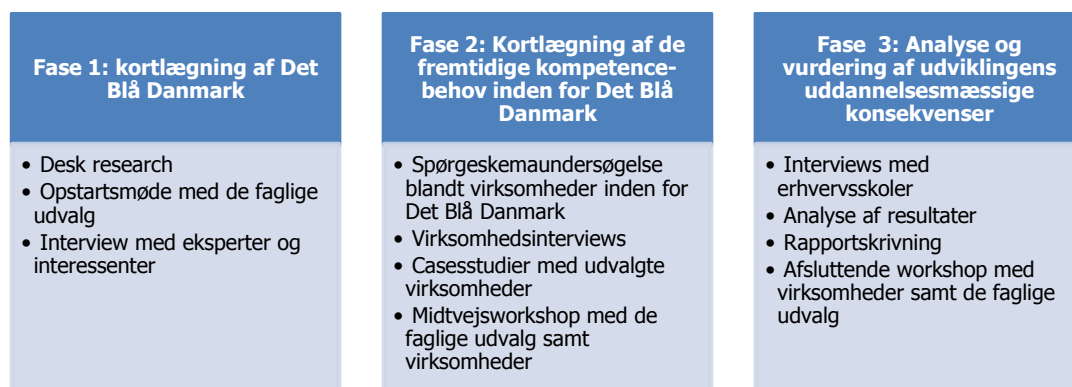 Fase 1: kortlægning af Det
Blå Danmark
• Desk research
• Opstartsmøde med de faglige
udvalg
• Interview med eksperter og
interessenter
Fase 2: Kortlægning af de
fremtidige kompetence-
behov inden for Det Blå
Danmark
• Spørgeskemaundersøgelse
blandt virksomheder inden for
Det Blå Danmark
• Virksomhedsinterviews
• Casesstudier med udvalgte
virksomheder
• Midtvejsworkshop med de
faglige udvalg samt
virksomheder
Fase 3: Analyse og
vurdering af udviklingens
uddannelsesmæssige
konsekvenser
• Interviews med
erhvervsskoler
• Analyse af resultater
• Rapportskrivning
• Afsluttende workshop med
virksomheder samt de faglige
udvalg